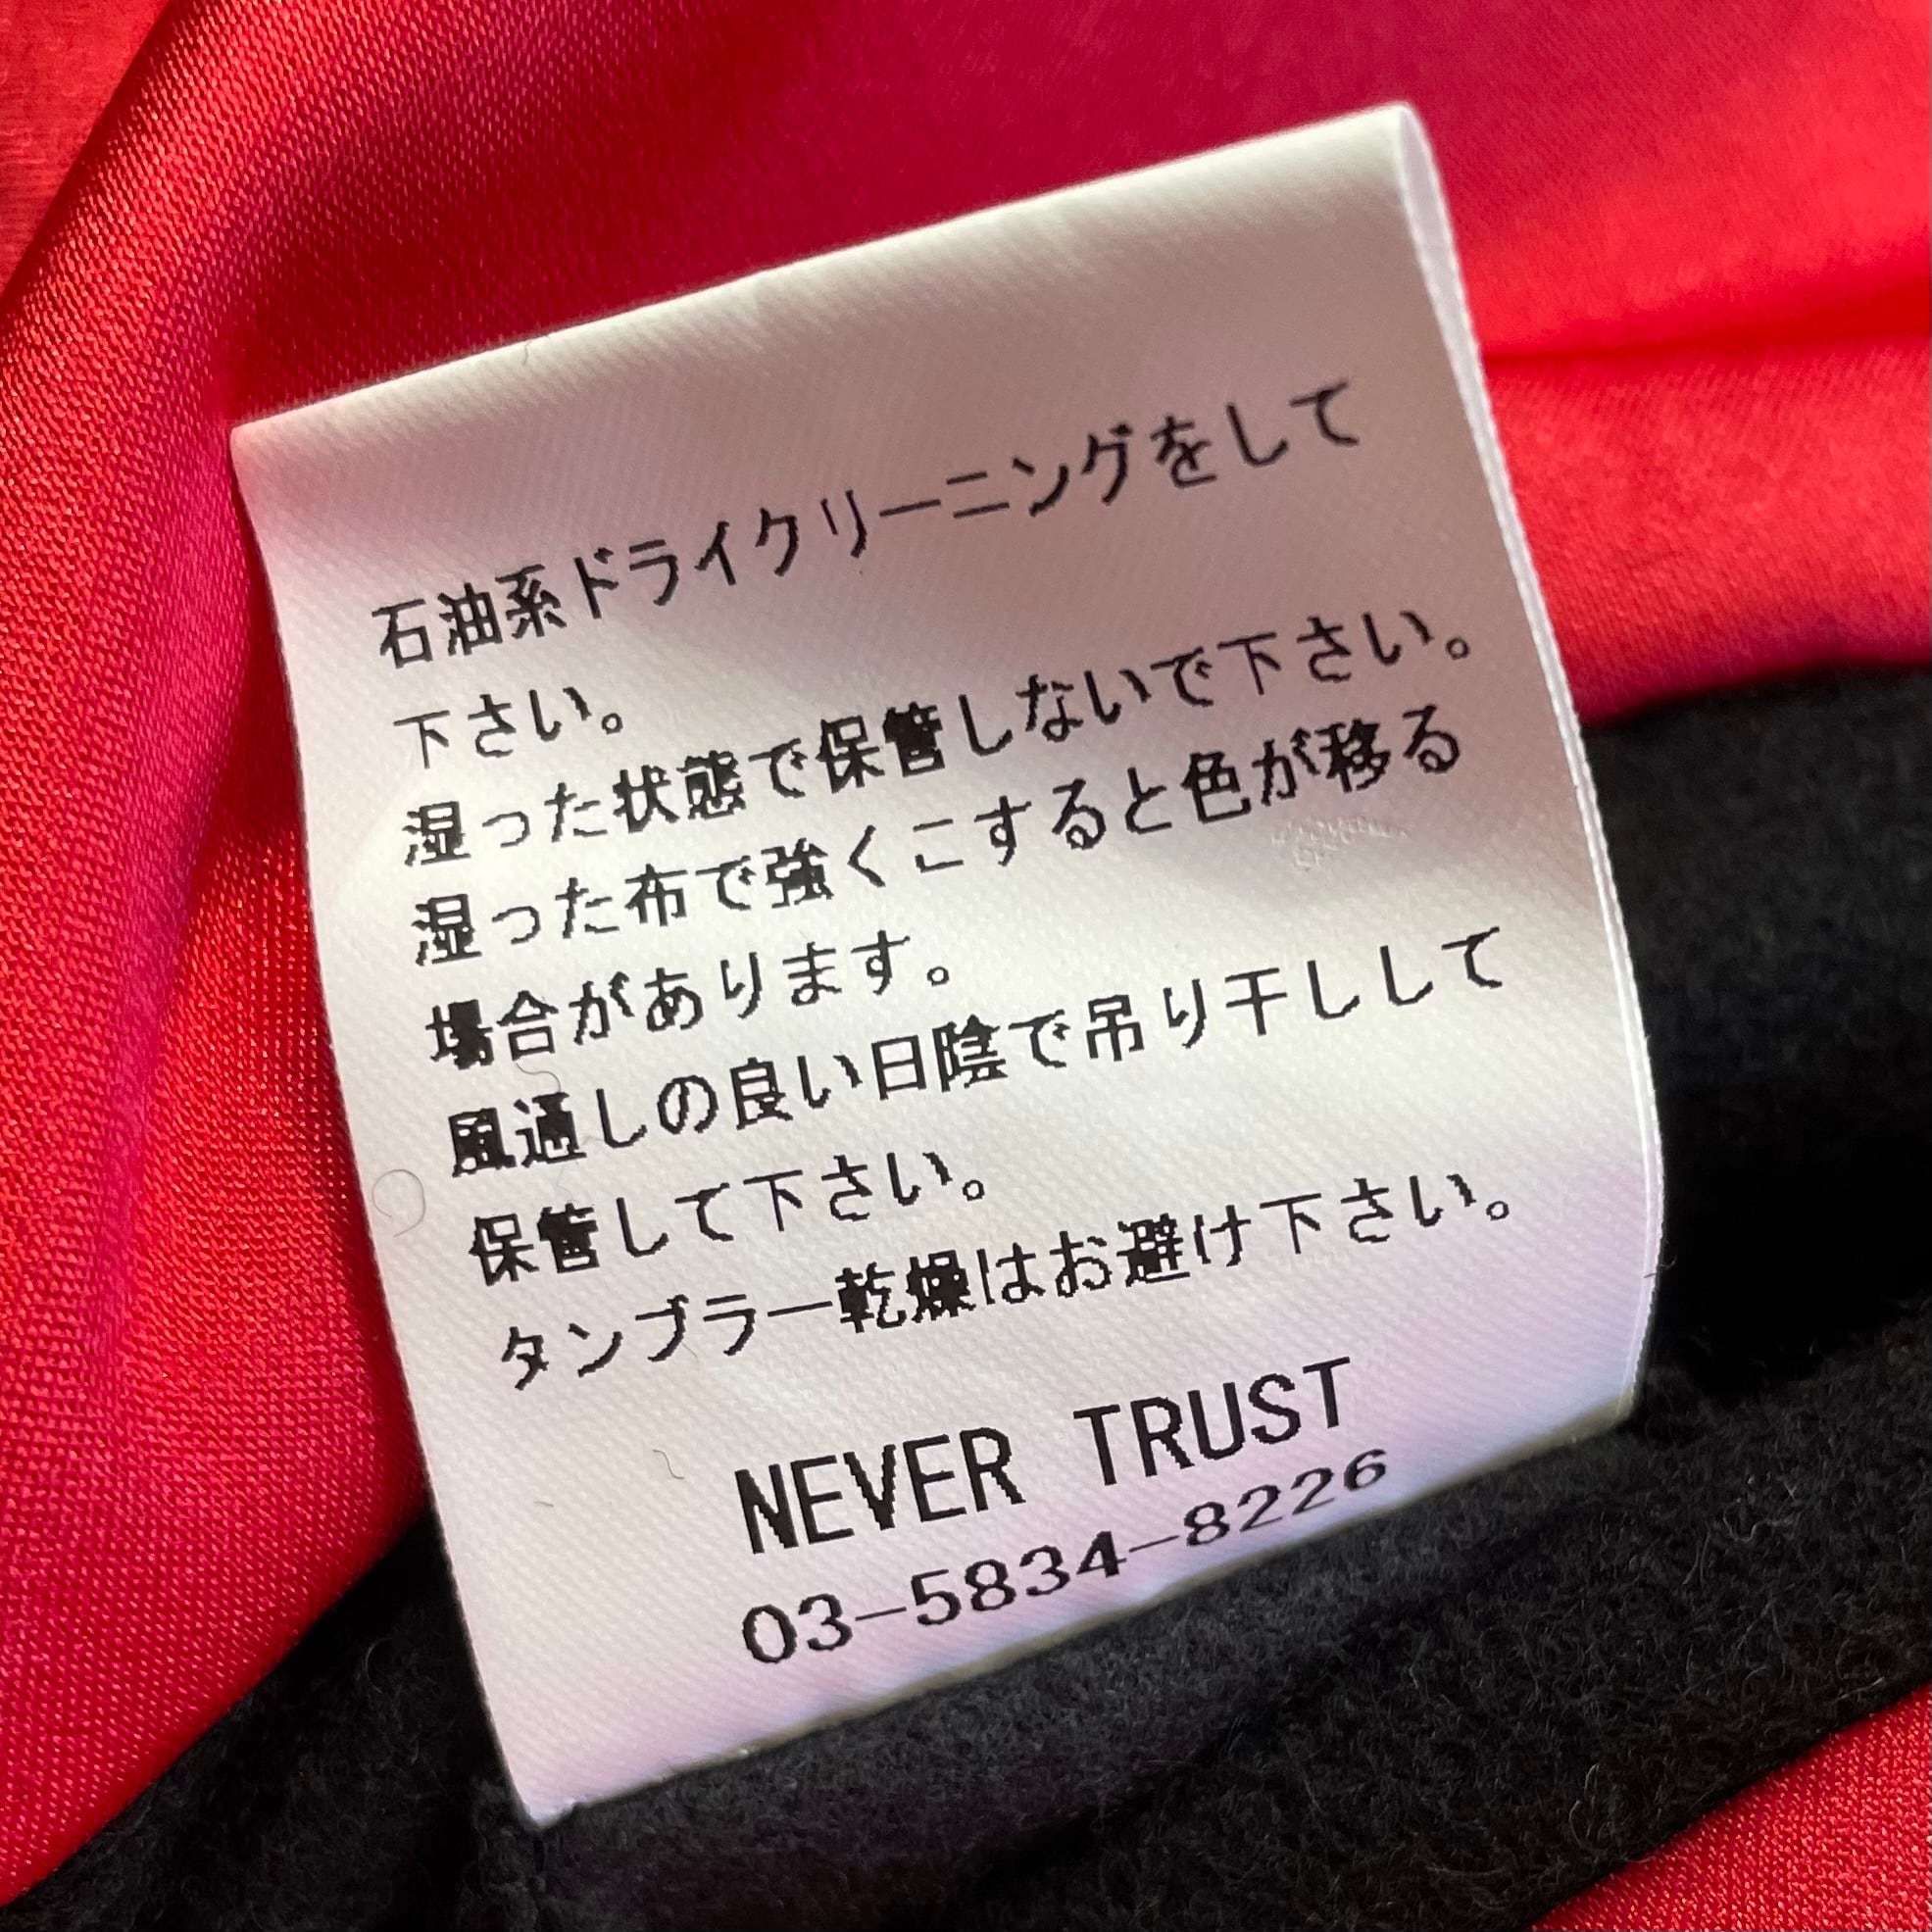 石油系ドライクリーニングをして
下さい。
湿った状態で保管しないで下さい。
湿った布で強くこすると色が移る
場合があります。
風通しの良い日陰で吊り干しして
保管して下さい。
タンブラー乾燥はお避け下さい。
NEVER TRUST
03-5834-8226